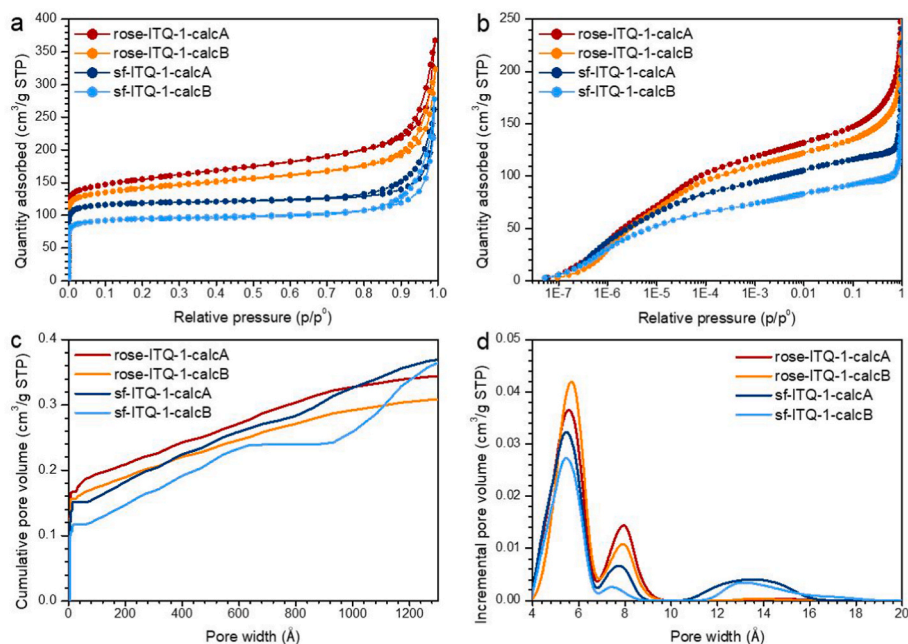 a
rose-ITQ-1-calcA
rose-ITQ-1-calcB
sf-ITQ-1-calcA
sf-ITQ-1-calcB
Quantity adsorbed (cm³/g STP)
400
350
300
250
200
150
100
50
0
0.0 0.1 0.2 0.3 0.4 0.5 0.6 0.7 0.8 0.9 1.0
Relative pressure (p/p⁰)
b
rose-ITQ-1-calcA
rose-ITQ-1-calcB
sf-ITQ-1-calcA
sf-ITQ-1-calcB
Quantity adsorbed (cm³/g STP)
250
200
150
100
50
0
1E-7 1E-6 1E-5 1E-4 1E-3 0.01 0.1 1
Relative pressure (p/p⁰)
c
rose-ITQ-1-calcA
rose-ITQ-1-calcB
sf-ITQ-1-calcA
sf-ITQ-1-calcB
Cumulative pore volume (cm³/g STP)
0.4
0.3
0.2
0.1
0.0
0 200 400 600 800 1000 1200
Pore width (Å)
d
rose-ITQ-1-calcA
rose-ITQ-1-calcB
sf-ITQ-1-calcA
sf-ITQ-1-calcB
Incremental pore volume (cm³/g STP)
0.05
0.04
0.03
0.02
0.01
0.00
4 6 8 10 12 14 16 18 20
Pore width (Å)